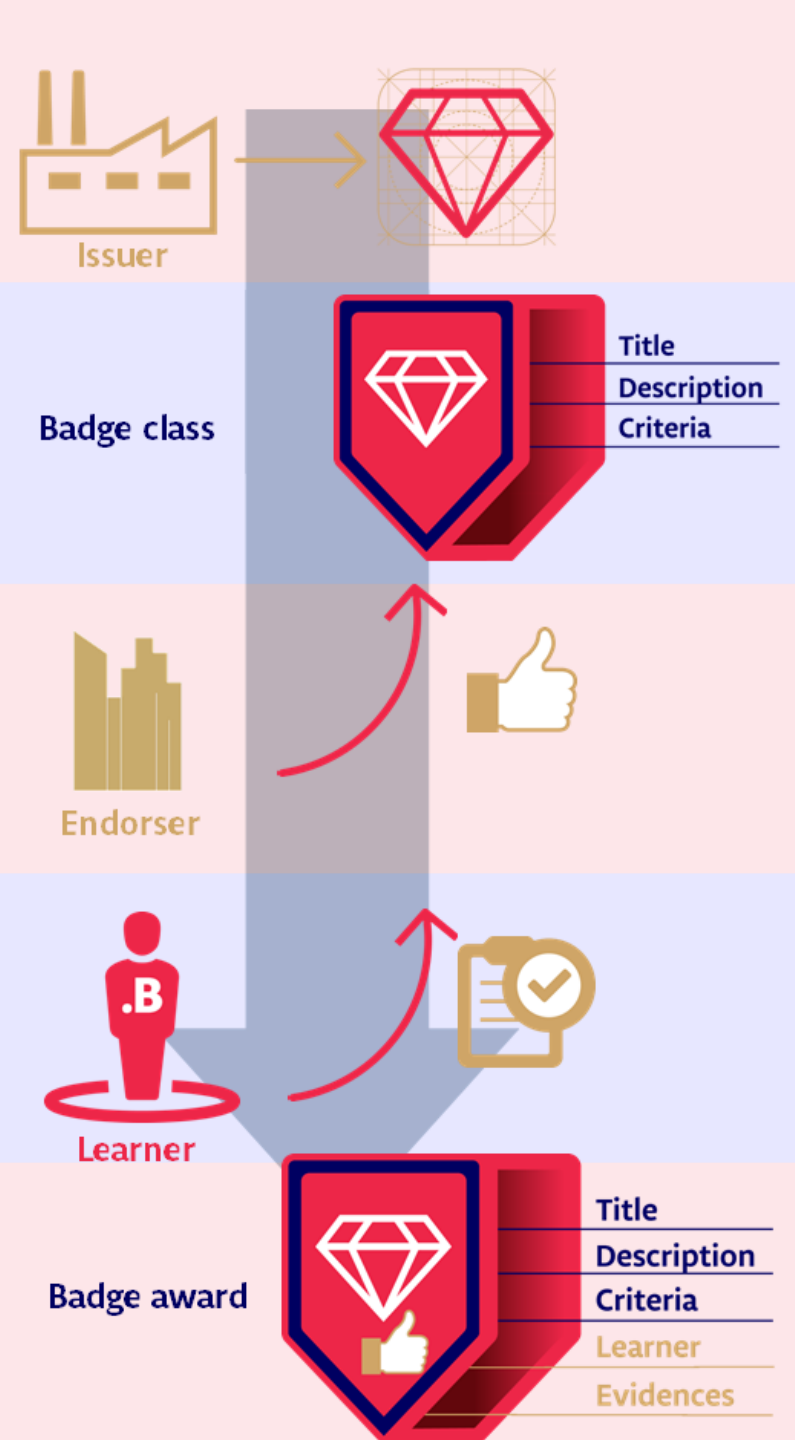 Issuer
Badge class
Title
Description
Criteria
Endorser
.B
Learner
Badge award
Title
Description
Criteria
Learner
Evidences